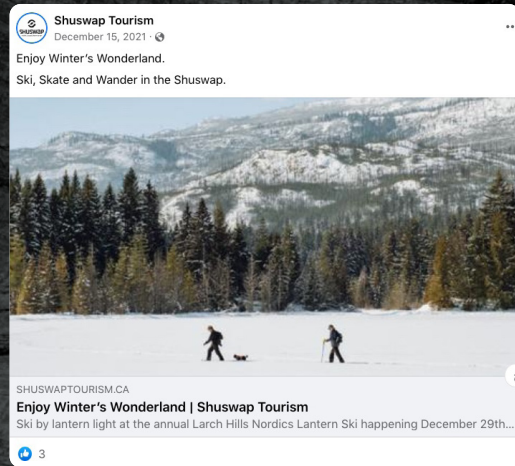 Shuswap Tourism
SHUSWAP
December 15, 2021 ·
Enjoy Winter's Wonderland.
Ski, Skate and Wander in the Shuswap.
SHUSWAPTOURISM.CA
Enjoy Winter's Wonderland | Shuswap Tourism
Ski by lantern light at the annual Larch Hills Nordics Lantern Ski happening December 29th...
3